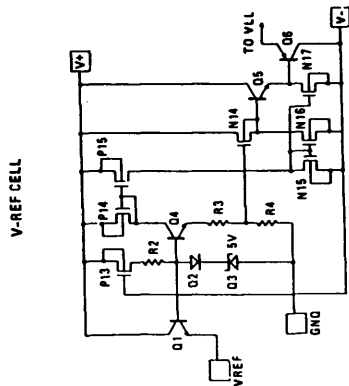 V-REF CELL
V+
V-
P13
P14
P15
R2
Q1
Q4
Q2
Q3
5V
R3
R4
N14
Q5
Q6
TO VLL
N15
N16
N17
VREF
GND